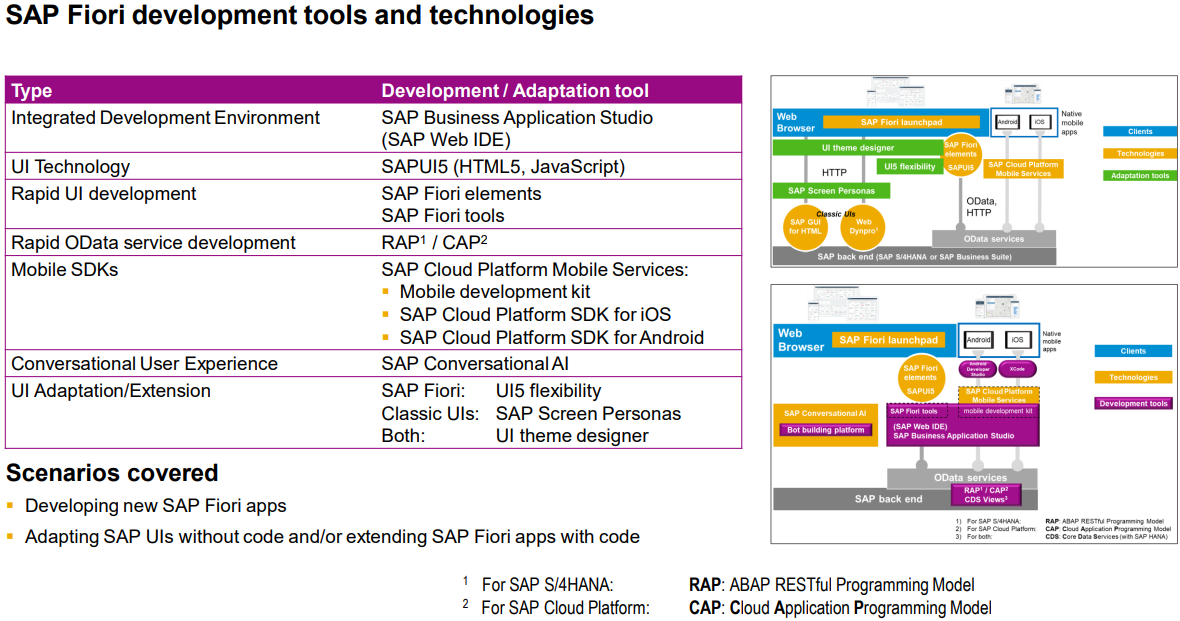 SAP Fiori development tools and technologies
Type Development / Adaptation tool
Integrated Development Environment SAP Business Application Studio
(SAP Web IDE)
UI Technology SAPUI5 (HTML5, JavaScript)
Rapid UI development SAP Fiori elements
SAP Fiori tools
Rapid OData service development RAP¹ / CAP²
Mobile SDKs SAP Cloud Platform Mobile Services:
▪ Mobile development kit
▪ SAP Cloud Platform SDK for iOS
▪ SAP Cloud Platform SDK for Android
Conversational User Experience SAP Conversational AI
UI Adaptation/Extension SAP Fiori: UI5 flexibility
Classic UIs: SAP Screen Personas
Both: UI theme designer
Scenarios covered
▪ Developing new SAP Fiori apps
▪ Adapting SAP UIs without code and/or extending SAP Fiori apps with code
Web
Browser
SAP Fiori launchpad
Android
iOS
Native
mobile
apps
Clients
Technologies
Adaptation tools
UI theme designer
SAP Fiori
elements
SAPUI5
UI5 flexibility
SAP Cloud Platform
Mobile Services
HTTP
SAP Screen Personas
OData,
HTTP
Classic UIs
SAP GUI
for HTML
Web
Dynpro¹
OData services
SAP back end (SAP S/4HANA or SAP Business Suite)
Web
Browser
SAP Fiori launchpad
Android
iOS
Native
mobile
apps
Clients
Technologies
Development tools
Android
Developer
Studio
XCode
SAP Fiori
elements
SAPUI5
SAP Cloud Platform
Mobile Services
SAP Conversational AI
Bot building platform
SAP Fiori tools
mobile development kit
(SAP Web IDE)
SAP Business Application Studio
OData services
SAP back end
RAP¹ / CAP²
CDS Views³
1) For SAP S/4HANA: RAP: ABAP RESTful Programming Model
2) For SAP Cloud Platform: CAP: Cloud Application Programming Model
3) For both: CDS: Core Data Services (with SAP HANA)
¹ For SAP S/4HANA: RAP: ABAP RESTful Programming Model
² For SAP Cloud Platform: CAP: Cloud Application Programming Model